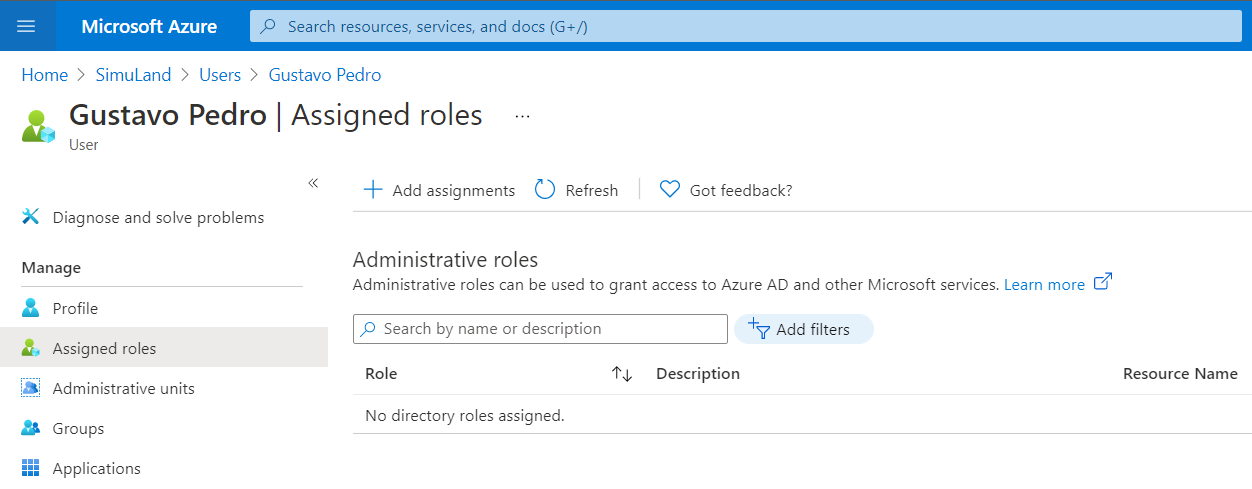 Microsoft Azure
Search resources, services, and docs (G+/)
Home > SimuLand > Users > Gustavo Pedro
Gustavo Pedro | Assigned roles ...
User
«
Diagnose and solve problems
Manage
Profile
Assigned roles
Administrative units
Groups
Applications
Add assignments Refresh Got feedback?
Administrative roles
Administrative roles can be used to grant access to Azure AD and other Microsoft services. Learn more
Search by name or description Add filters
Role Description Resource Name
No directory roles assigned.